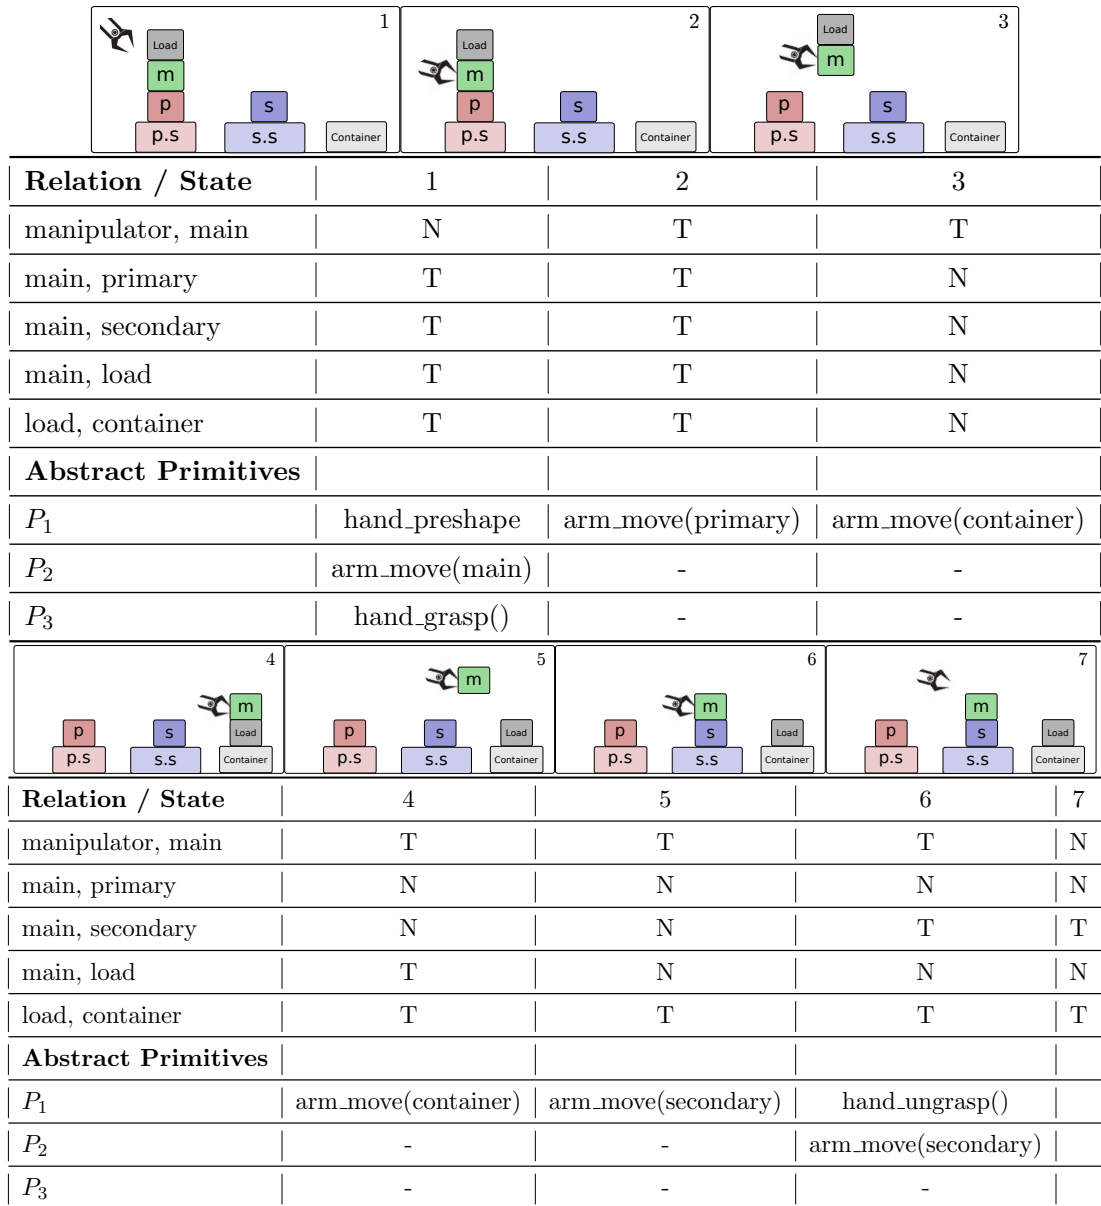 1 2 3
Load Load Load
m m m
p s p s p s
p.s s.s Container p.s s.s Container p.s s.s Container
Relation / State 1 2 3
manipulator, main N T T
main, primary T T N
main, secondary T T N
main, load T T N
load, container T T N
Abstract Primitives
P1 hand_preshape arm_move(primary) arm_move(container)
P2 arm_move(main) - -
P3 hand_grasp() - -
4 5 6 7
m m m m
p s Load p s Load p s Load p s Load
p.s s.s Container p.s s.s Container p.s s.s Container p.s s.s Container
Relation / State 4 5 6 7
manipulator, main T T T N
main, primary N N N N
main, secondary N N T T
main, load T N N N
load, container T T T T
Abstract Primitives
P1 arm_move(container) arm_move(secondary) hand_ungrasp()
P2 - - arm_move(secondary)
P3 - - -